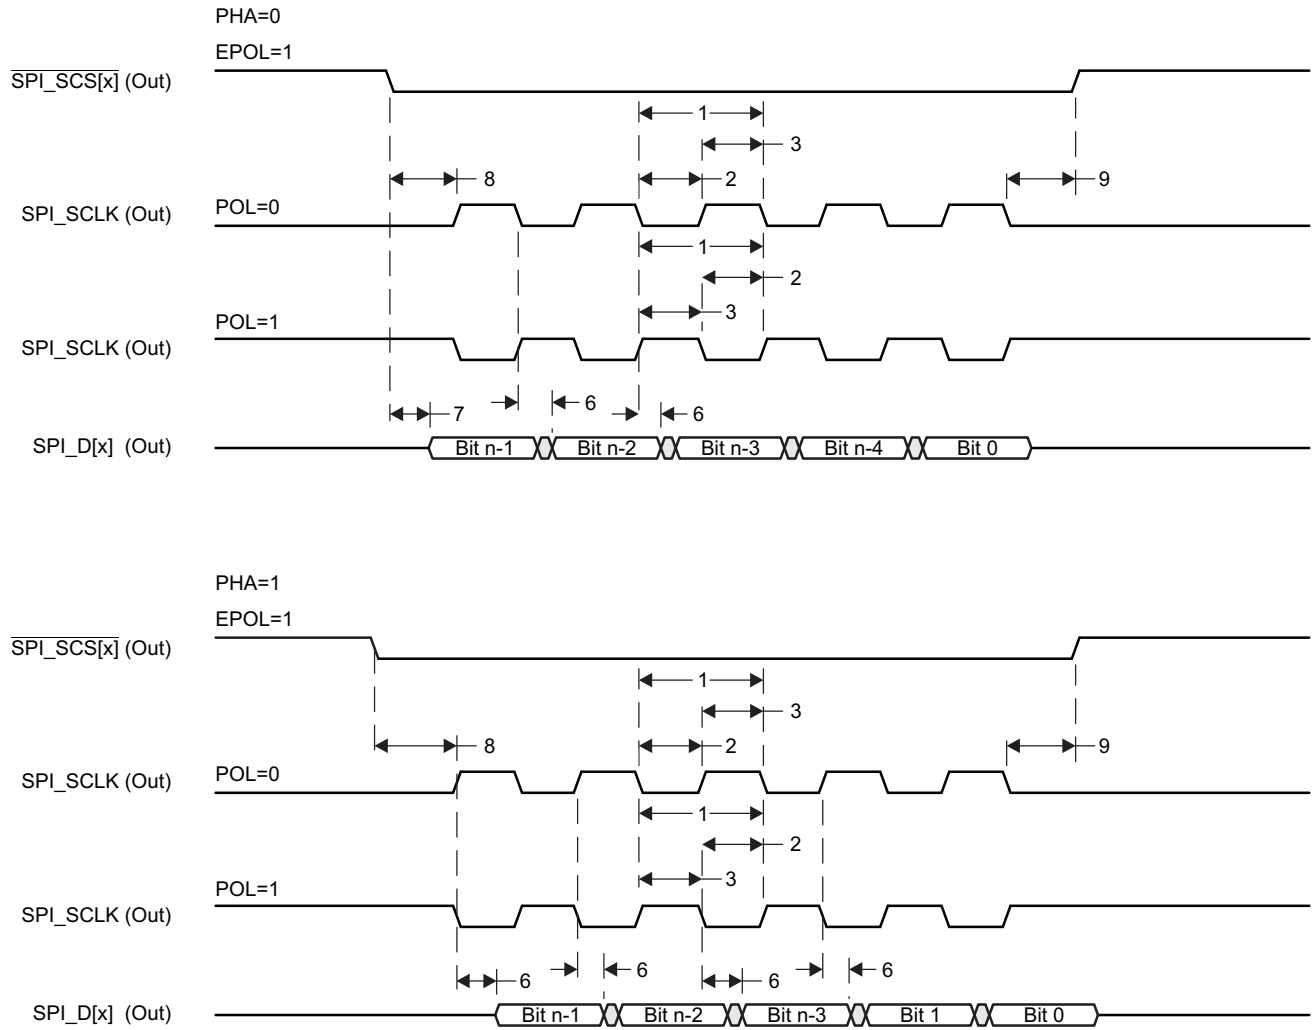 PHA=0
EPOL=1
SPI_SCS[x] (Out)
1
3
8
2
9
POL=0
SPI_SCLK (Out)
1
2
3
POL=1
SPI_SCLK (Out)
7
6
6
SPI_D[x] (Out)
Bit n-1
Bit n-2
Bit n-3
Bit n-4
Bit 0
PHA=1
EPOL=1
SPI_SCS[x] (Out)
1
3
8
2
9
POL=0
SPI_SCLK (Out)
1
2
3
POL=1
SPI_SCLK (Out)
6
6
6
6
SPI_D[x] (Out)
Bit n-1
Bit n-2
Bit n-3
Bit 1
Bit 0